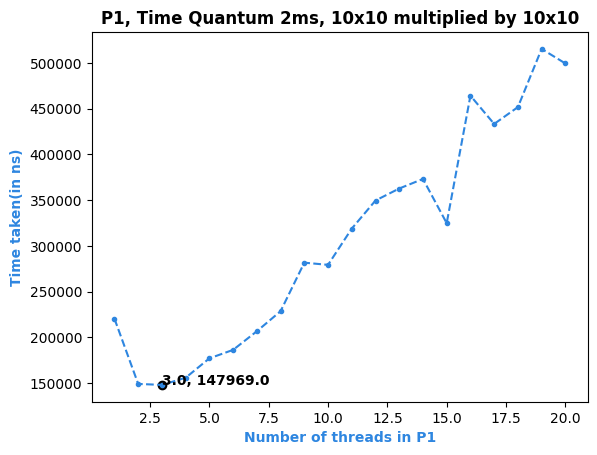 P1, Time Quantum 2ms, 10x10 multiplied by 10x10
500000
450000
400000
350000
300000
250000
200000
150000
Time taken(in ns)
3.0, 147969.0
2.5 5.0 7.5 10.0 12.5 15.0 17.5 20.0
Number of threads in P1